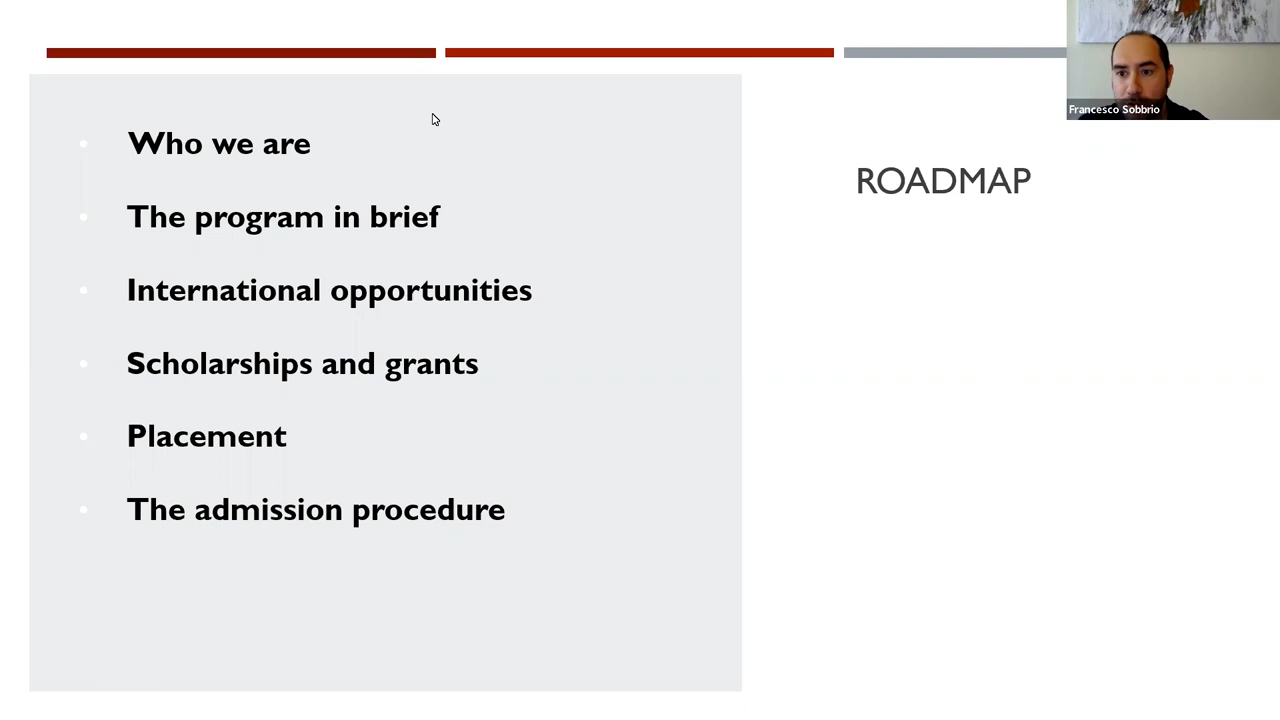 Who we are
The program in brief
International opportunities
Scholarships and grants
Placement
The admission procedure
ROADMAP
Francesco Sobbrio